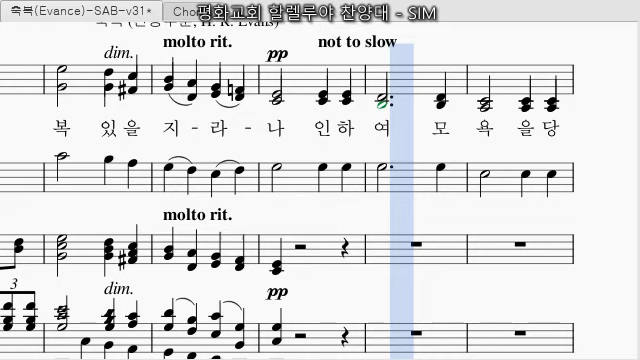 축복(Evance)-SAB-v31*
평화교회 할렐루야 찬양대 - SIM
molto rit.
dim.
pp
not to slow
복 있 을 지 - 라 - 나 인 하 여 모 욕 을 당
molto rit.
3
dim.
pp